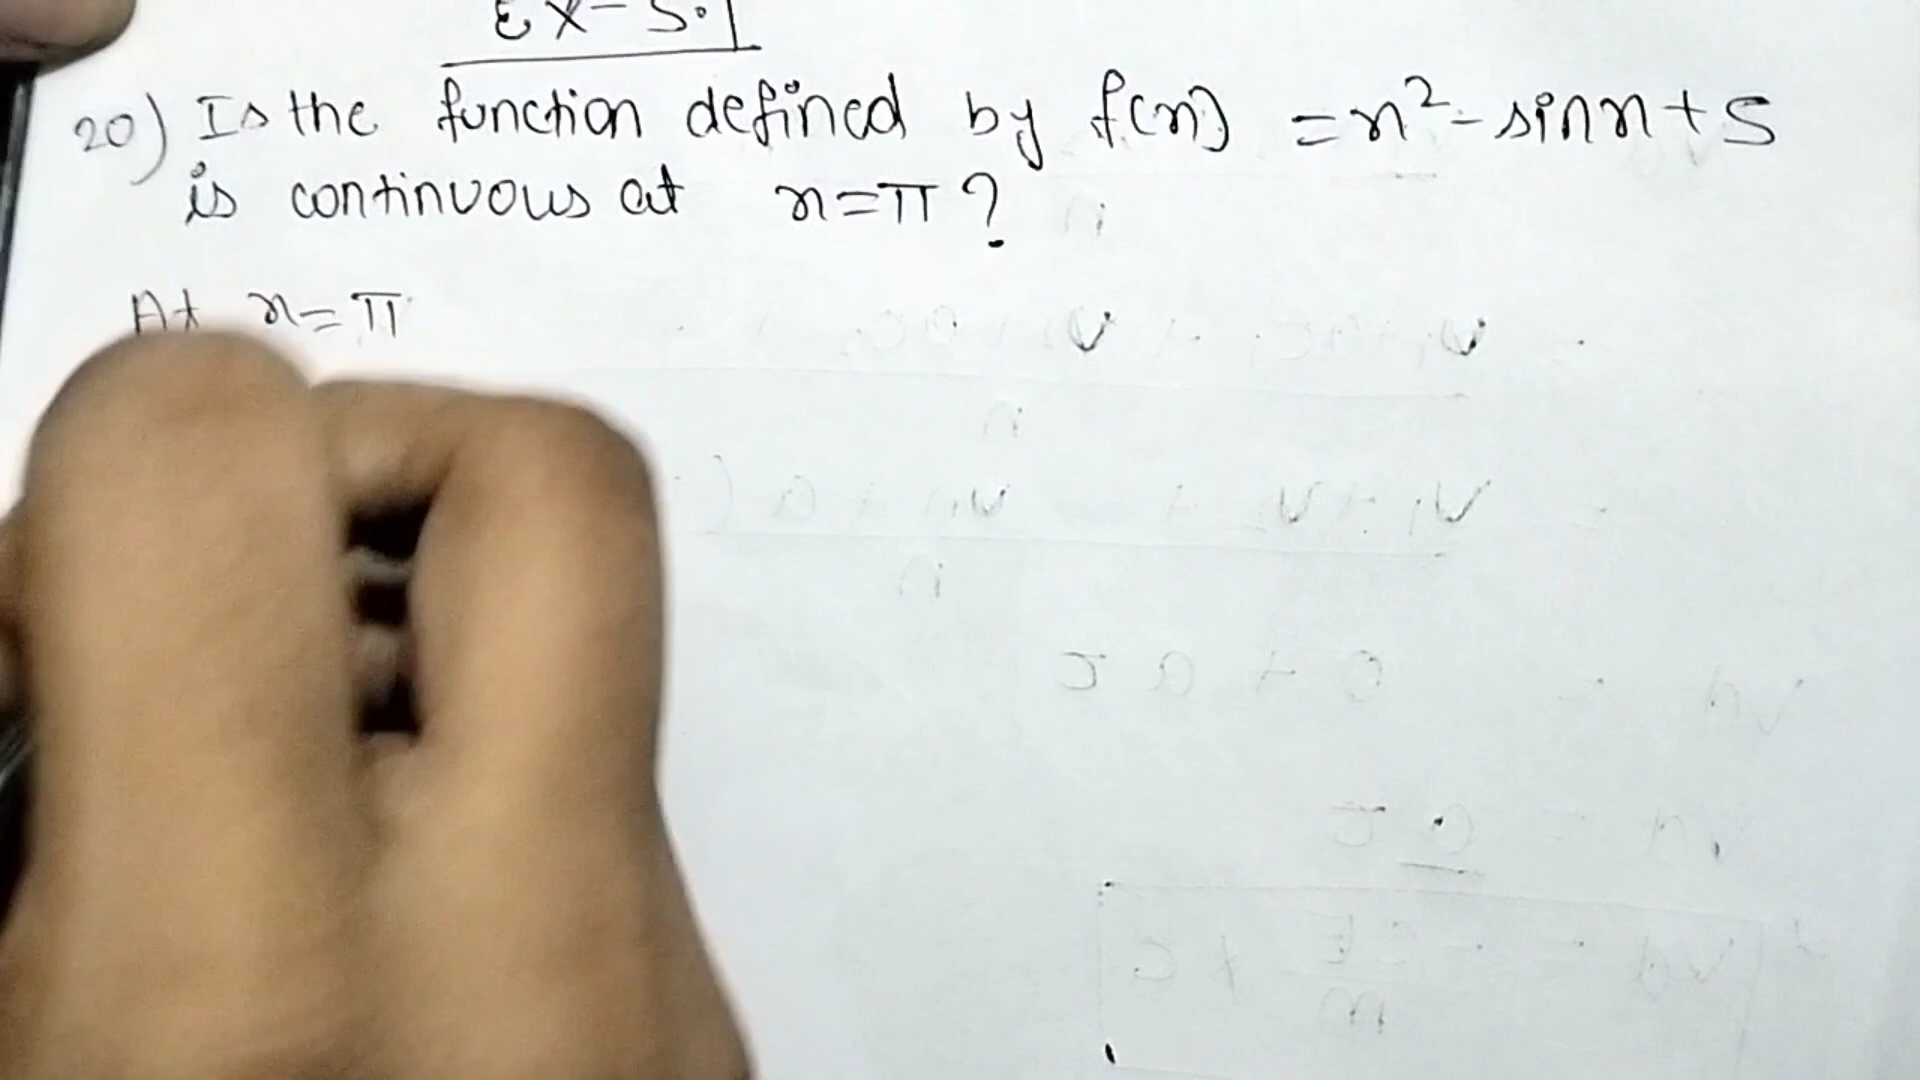 Ex-5.1
20) Is the function defined by f(x) = x² - sin x + 5
is continuous at x = π ?
At x = π